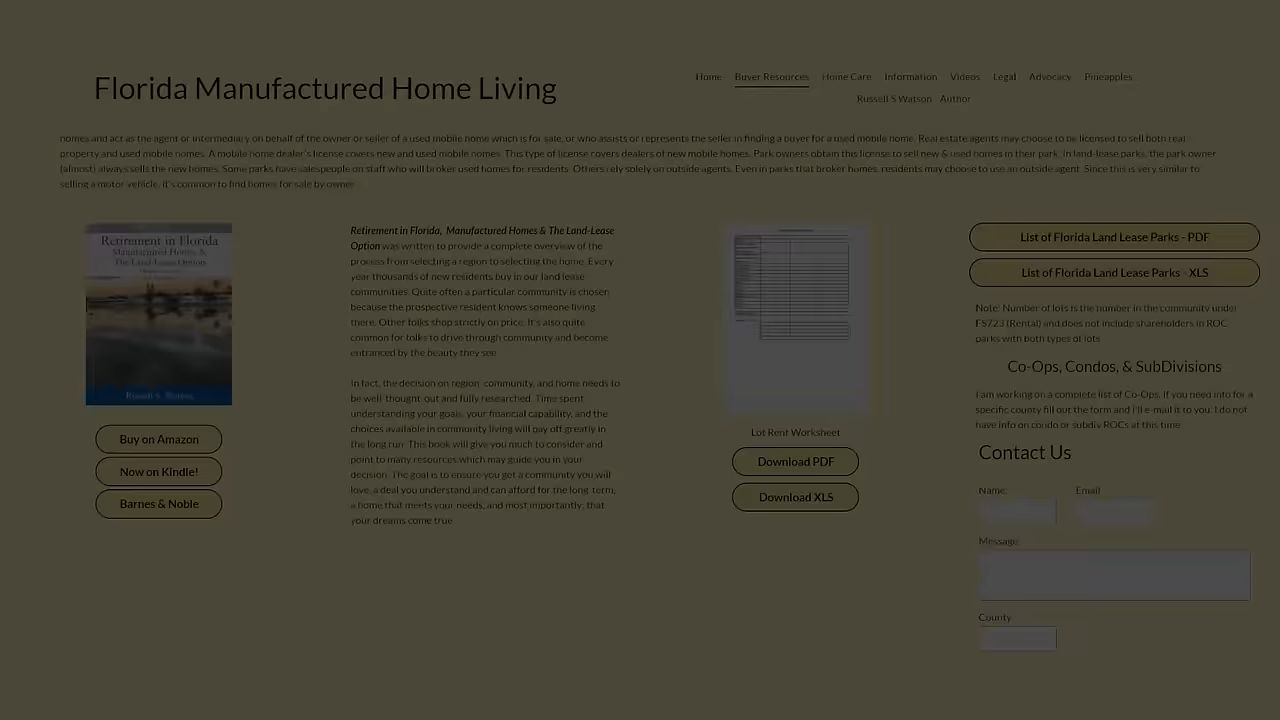 Florida Manufactured Home Living
Home Buyer Resources Home Care Information Videos Legal Advocacy Pineapples
Russell S Watson Author
homes and act as the agent or intermediary on behalf of the owner or seller of a used mobile home which is for sale, or who assists or represents the seller in finding a buyer for a used mobile home. Real estate agents may choose to be licensed to sell both real
property and used mobile homes. A mobile home dealer's license covers new and used mobile homes. This type of license covers dealers of new mobile homes. Park owners obtain this license to sell new & used homes in their park. In land-lease parks, the park owner
(almost) always sells the new homes. Some parks have salespeople on staff who will broker used homes for residents. Others rely solely on outside agents. Even in parks that broker homes, residents may choose to use an outside agent. Since this is very similar to
selling a motor vehicle, it's common to find homes for sale by owner.
Retirement in Florida
Manufactured Homes &
The Land-Lease Option
Russell S. Watson
Buy on Amazon
Now on Kindle!
Barnes & Noble
Retirement in Florida, Manufactured Homes & The Land-Lease
Option was written to provide a complete overview of the
process from selecting a region to selecting the home. Every
year thousands of new residents buy in our land lease
communities. Quite often a particular community is chosen
because the prospective resident knows someone living
there. Other folks shop strictly on price. It's also quite
common for folks to drive through community and become
entranced by the beauty they see.
In fact, the decision on region, community, and home needs to
be well-thought-out and fully researched. Time spent
understanding your goals, your financial capability, and the
choices available in community living will pay off greatly in
the long run. This book will give you much to consider and
point to many resources which may guide you in your
decision. The goal is to ensure you get a community you will
love, a deal you understand and can afford for the long-term,
a home that meets your needs, and most importantly; that
your dreams come true.
Lot Rent Worksheet
Download PDF
Download XLS
List of Florida Land Lease Parks - PDF
List of Florida Land Lease Parks - XLS
Note: Number of lots is the number in the community under
FS723 (Rental) and does not include shareholders in ROC
parks with both types of lots.
Co-Ops, Condos, & SubDivisions
I am working on a complete list of Co-Ops. If you need info for a
specific county fill out the form and I'll e-mail it to you. I do not
have info on condo or subdiv ROCs at this time.
Contact Us
Name: Email
Message:
County